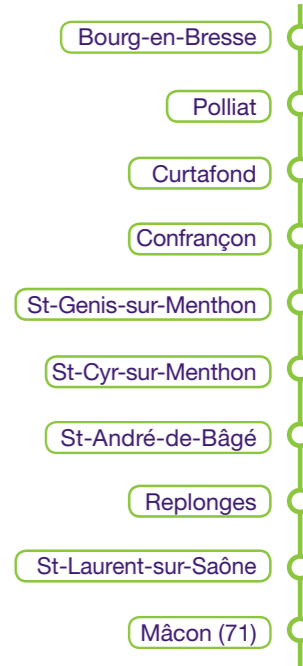 Bourg-en-Bresse
Polliat
Curtafond
Confrançon
St-Genis-sur-Menthon
St-Cyr-sur-Menthon
St-André-de-Bâgé
Replonges
St-Laurent-sur-Saône
Mâcon (71)